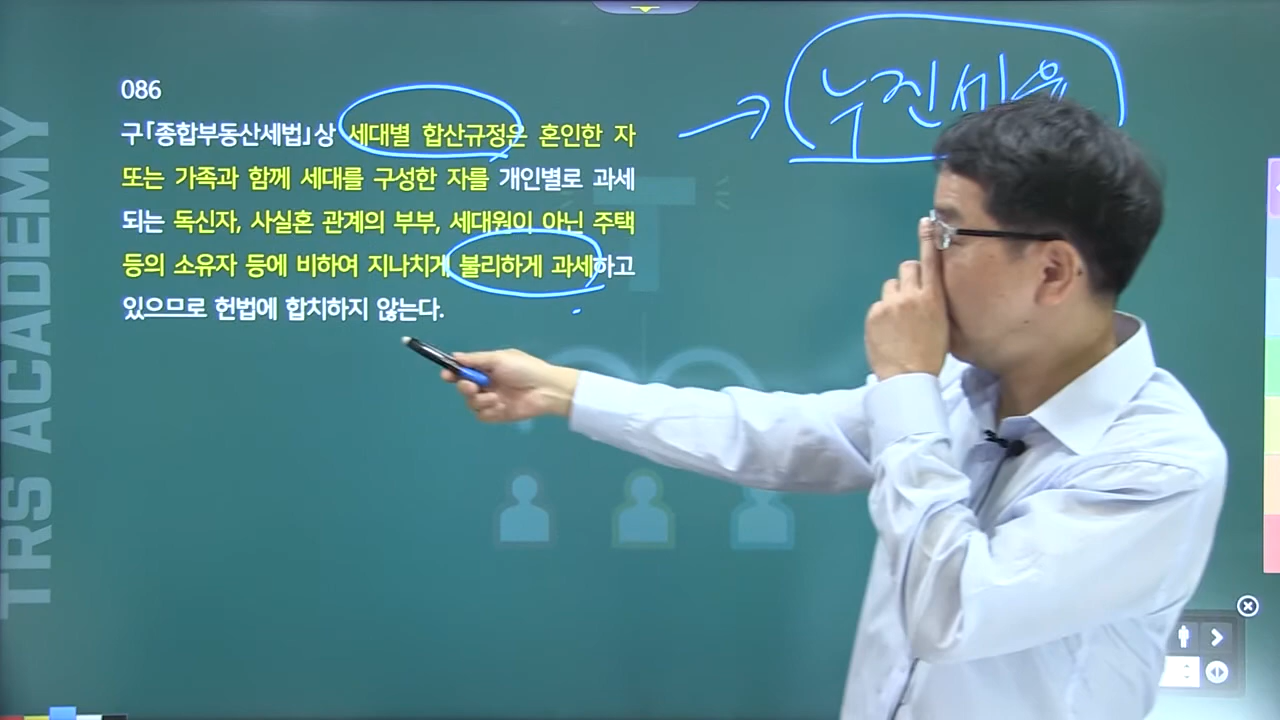 086
구「종합부동산세법」상 세대별 합산규정은 혼인한 자
또는 가족과 함께 세대를 구성한 자를 개인별로 과세
되는 독신자, 사실혼 관계의 부부, 세대원이 아닌 주택
등의 소유자 등에 비하여 지나치게 불리하게 과세하고
있으므로 헌법에 합치하지 않는다.
누진세율
TRS ACADEMY